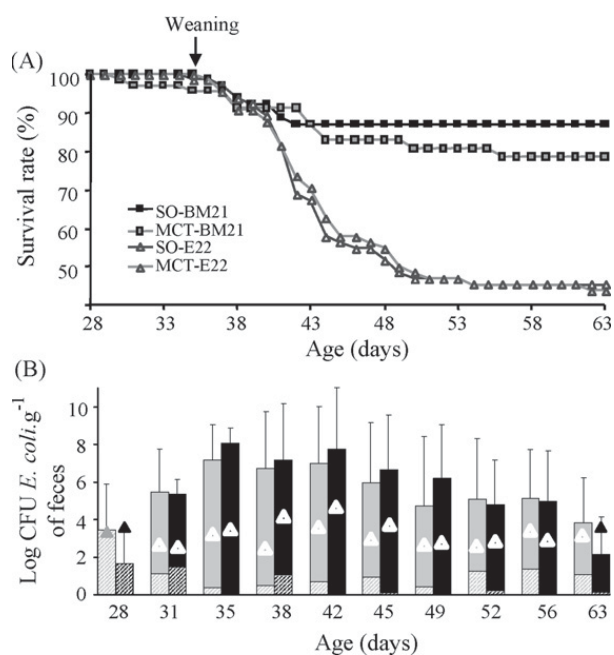 Weaning
(A)
100
90
80
70
60
50
Survival rate (%)
SO-BM21
MCT-BM21
SO-E22
MCT-E22
28 33 38 43 48 53 58 63
Age (days)
(B)
10
8
6
4
2
0
Log CFU E. coli.g-1
of feces
28 31 35 38 42 45 49 52 56 63
Age (days)